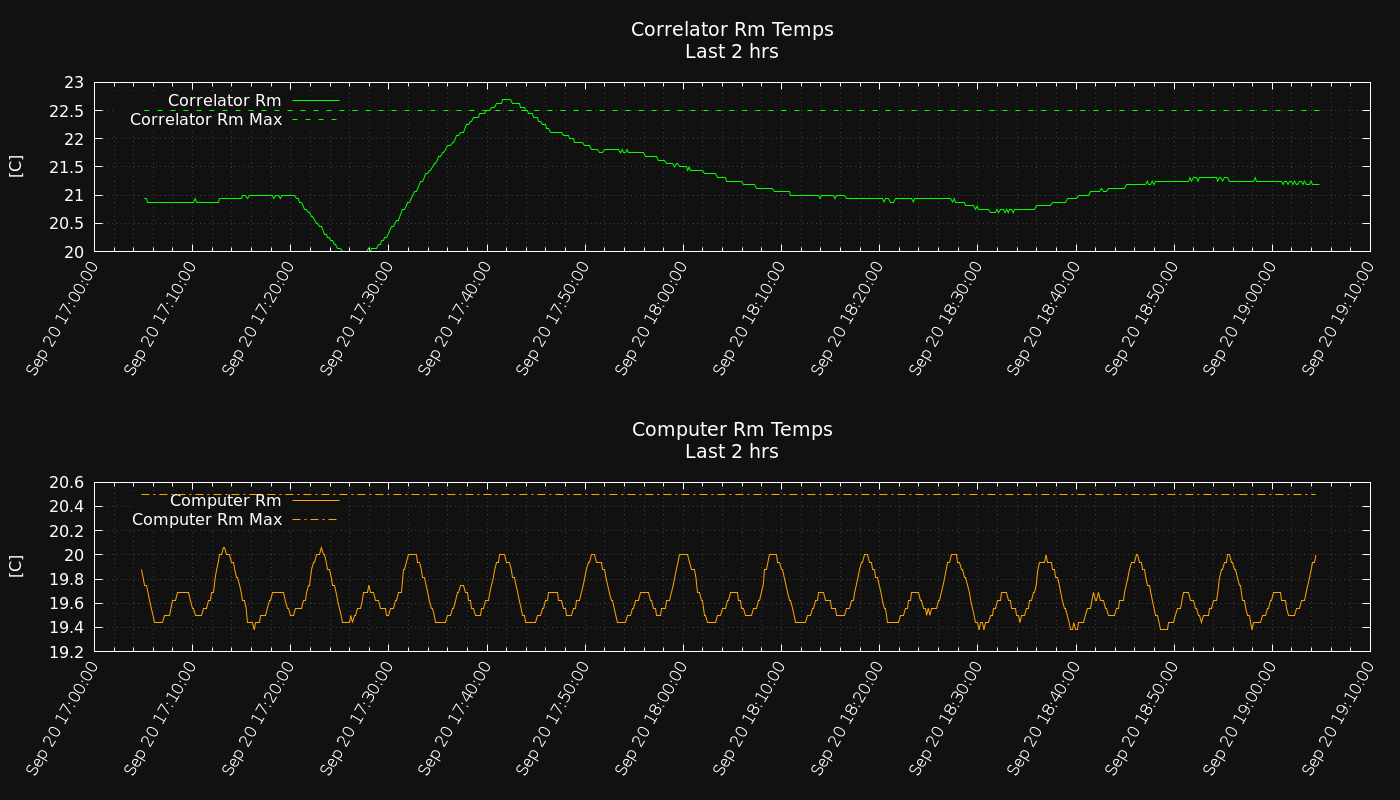 Correlator Rm Temps
Last 2 hrs
[C]
23
22.5
22
21.5
21
20.5
20
Correlator Rm
Correlator Rm Max
Sep 20 17:00:00
Sep 20 17:10:00
Sep 20 17:20:00
Sep 20 17:30:00
Sep 20 17:40:00
Sep 20 17:50:00
Sep 20 18:00:00
Sep 20 18:10:00
Sep 20 18:20:00
Sep 20 18:30:00
Sep 20 18:40:00
Sep 20 18:50:00
Sep 20 19:00:00
Sep 20 19:10:00
Computer Rm Temps
Last 2 hrs
[C]
20.6
20.4
20.2
20
19.8
19.6
19.4
19.2
Computer Rm
Computer Rm Max
Sep 20 17:00:00
Sep 20 17:10:00
Sep 20 17:20:00
Sep 20 17:30:00
Sep 20 17:40:00
Sep 20 17:50:00
Sep 20 18:00:00
Sep 20 18:10:00
Sep 20 18:20:00
Sep 20 18:30:00
Sep 20 18:40:00
Sep 20 18:50:00
Sep 20 19:00:00
Sep 20 19:10:00